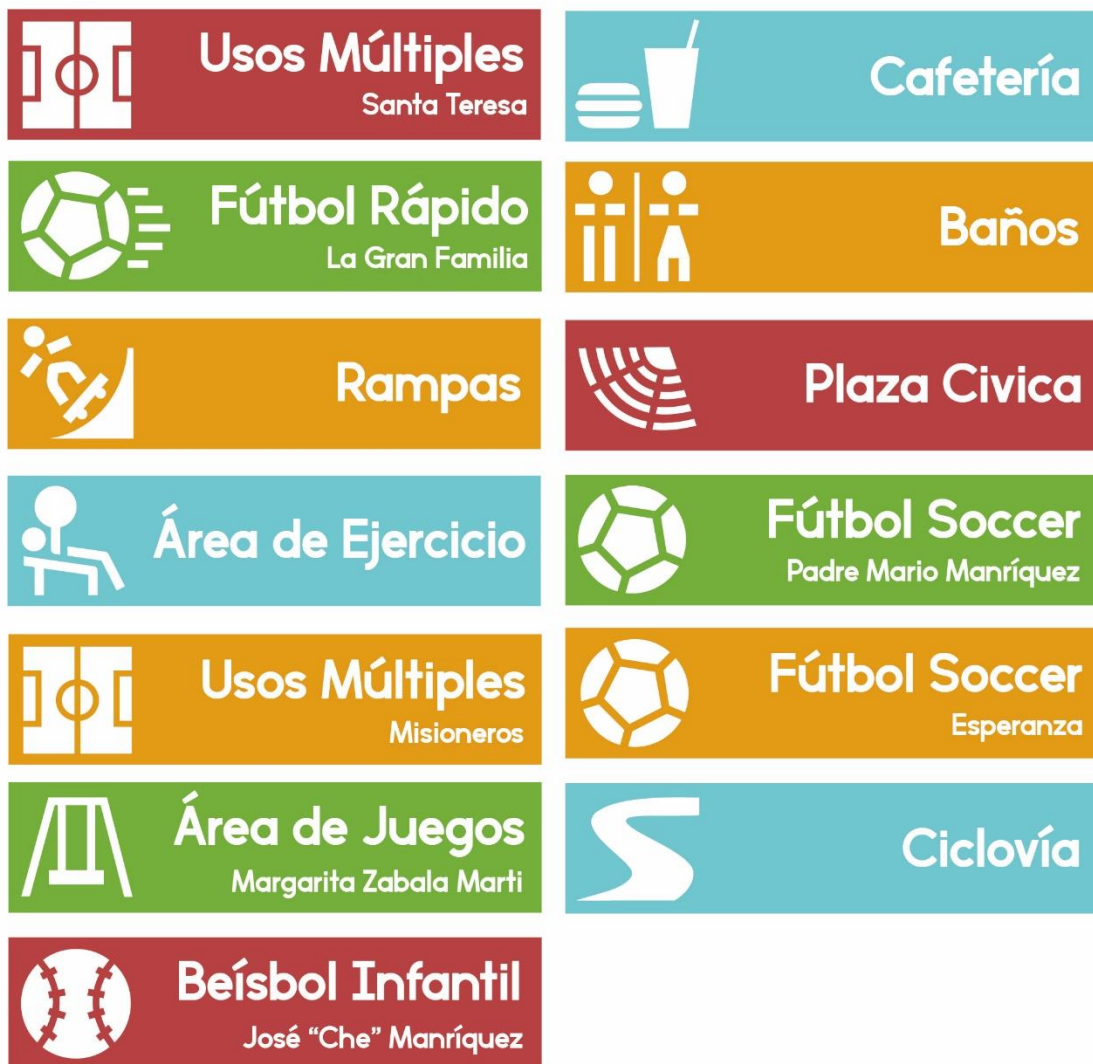 Usos Múltiples
Santa Teresa
Fútbol Rápido
La Gran Familia
Rampas
Área de Ejercicio
Usos Múltiples
Misioneros
Área de Juegos
Margarita Zabala Marti
Beísbol Infantil
José “Che” Manríquez
Cafetería
Baños
Plaza Civica
Fútbol Soccer
Padre Mario Manríquez
Fútbol Soccer
Esperanza
Ciclovía